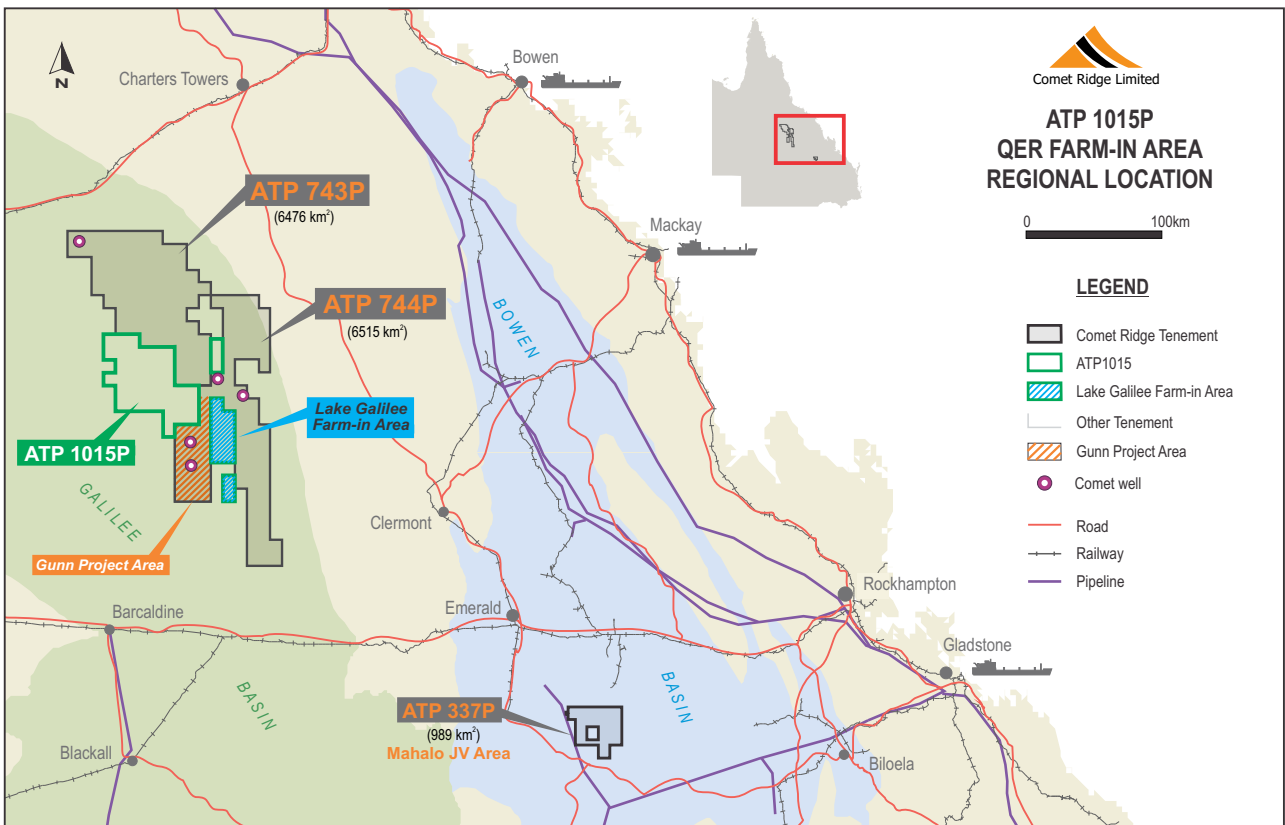 Comet Ridge Limited
ATP 1015P
QER FARM-IN AREA
REGIONAL LOCATION
0 100km
LEGEND
Comet Ridge Tenement
ATP1015
Lake Galilee Farm-in Area
Other Tenement
Gunn Project Area
Comet well
Road
Railway
Pipeline
N
Charters Towers
Bowen
ATP 743P
(6476 km²)
Mackay
ATP 744P
(6515 km²)
BOWEN
Lake Galilee
Farm-in Area
ATP 1015P
GALILEE
Clermont
Gunn Project Area
Rockhampton
Barcaldine
Emerald
Gladstone
BASIN
BASIN
ATP 337P
(989 km²)
Mahalo JV Area
Blackall
Biloela